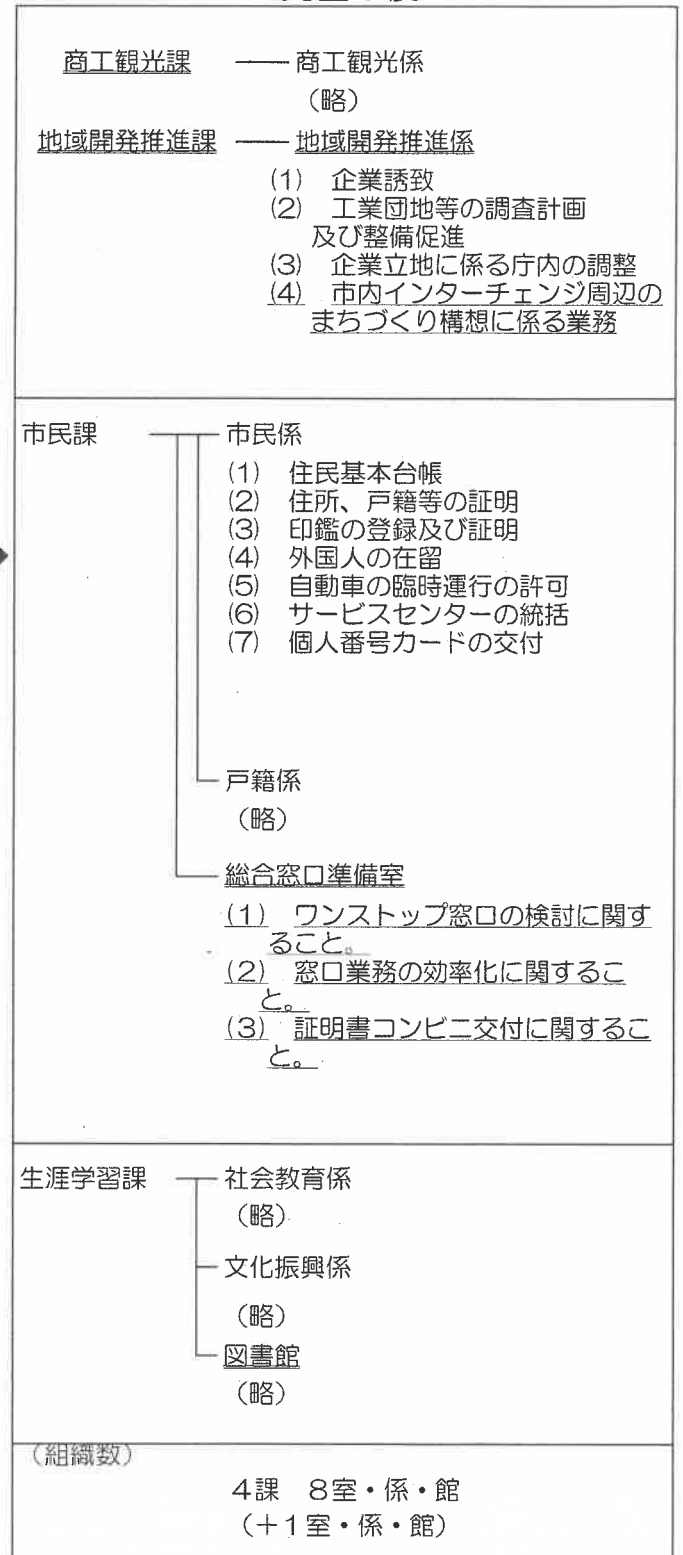 商工観光課 商工観光係
（略）
地域開発推進課 地域開発推進係
(1) 企業誘致
(2) 工業団地等の調査計画
及び整備促進
(3) 企業立地に係る庁内の調整
(4) 市内インターチェンジ周辺の
まちづくり構想に係る業務
市民課 市民係
(1) 住民基本台帳
(2) 住所、戸籍等の証明
(3) 印鑑の登録及び証明
(4) 外国人の在留
(5) 自動車の臨時運行の許可
(6) サービスセンターの統括
(7) 個人番号カードの交付
戸籍係
（略）
総合窓口準備室
(1) ワンストップ窓口の検討に関す
ること。
(2) 窓口業務の効率化に関するこ
と。
(3) 証明書コンビニ交付に関するこ
と。
生涯学習課 社会教育係
（略）
文化振興係
（略）
図書館
（略）
（組織数）
４課　８室・係・館
（＋１室・係・館）